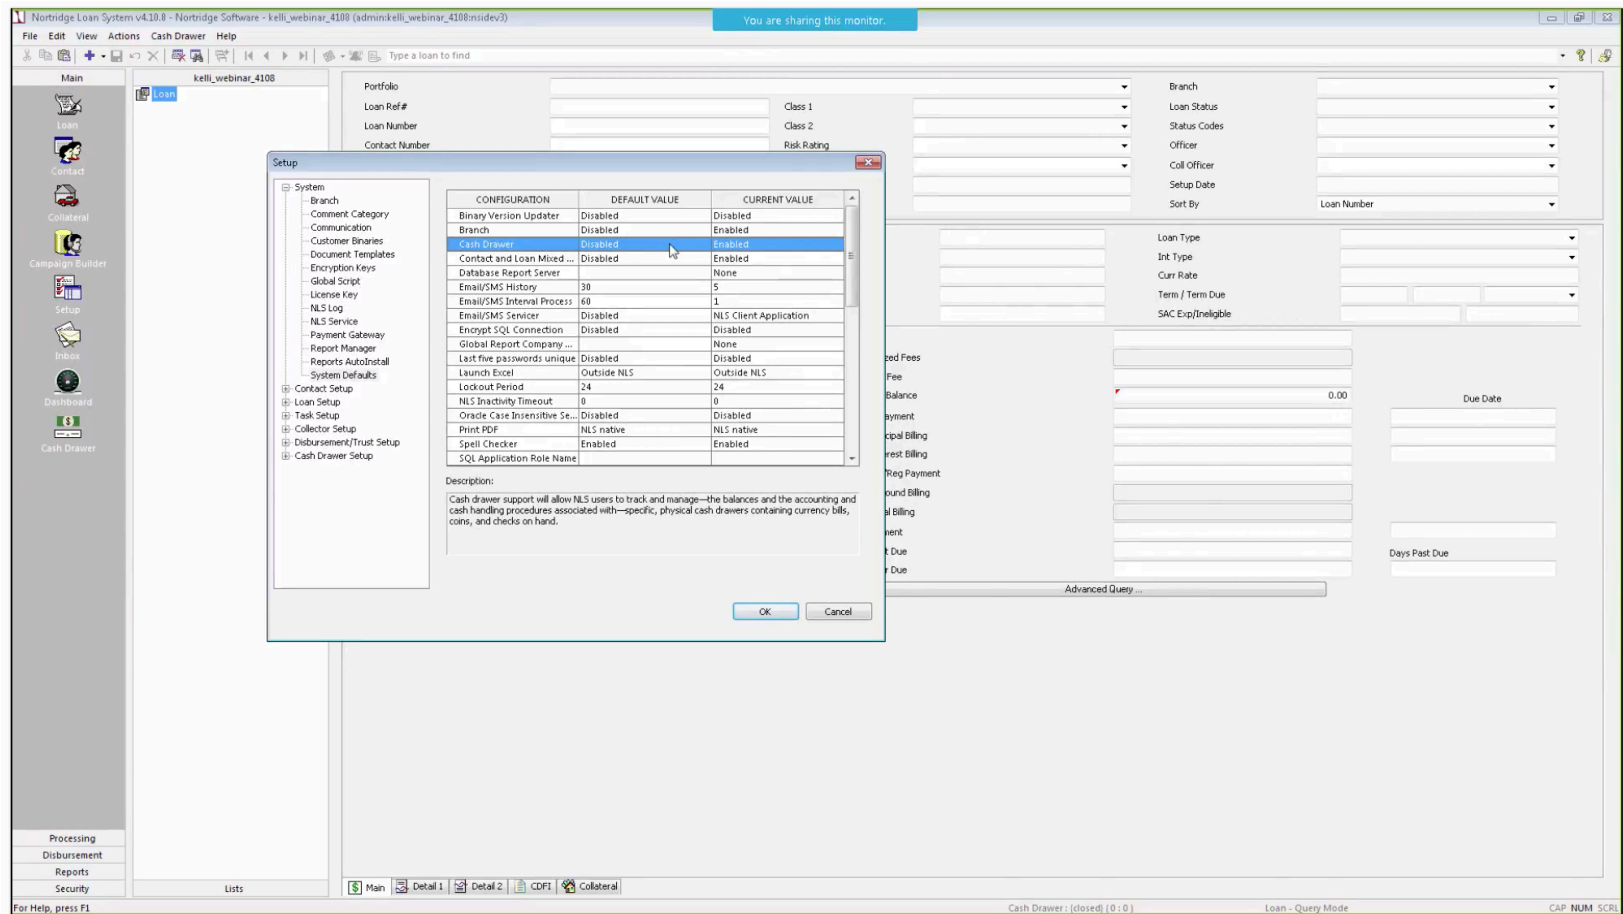 Nortridge Loan System v4.10.8 - Nortridge Software - kelli_webinar_4108 (admin:kelli_webinar_4108:nsidev3)
You are sharing this monitor.
File Edit View Actions Cash Drawer Help
Type a loan to find
Main
Loan
Contact
Collateral
Campaign Builder
Setup
Inbox
Dashboard
Cash Drawer
Processing
Disbursement
Reports
Security
kelli_webinar_4108
Loan
Lists
Portfolio
Branch
Loan Ref#
Class 1
Loan Status
Loan Number
Class 2
Status Codes
Contact Number
Risk Rating
Officer
Coll Officer
Setup Date
Sort By Loan Number
Setup
System
Branch
Comment Category
Communication
Customer Binaries
Document Templates
Encryption Keys
Global Script
License Key
NLS Log
NLS Service
Payment Gateway
Report Manager
Reports AutoInstall
System Defaults
Contact Setup
Loan Setup
Task Setup
Collector Setup
Disbursement/Trust Setup
Cash Drawer Setup
CONFIGURATION DEFAULT VALUE CURRENT VALUE
Binary Version Updater Disabled Disabled
Branch Disabled Enabled
Cash Drawer Disabled Enabled
Contact and Loan Mixed ... Disabled Enabled
Database Report Server None
Email/SMS History 30 5
Email/SMS Interval Process 60 1
Email/SMS Servicer Disabled NLS Client Application
Encrypt SQL Connection Disabled Disabled
Global Report Company ... None
Last five passwords unique Disabled Disabled
Launch Excel Outside NLS Outside NLS
Lockout Period 24 24
NLS Inactivity Timeout 0 0
Oracle Case Insensitive Se... Disabled Disabled
Print PDF NLS native NLS native
Spell Checker Enabled Enabled
SQL Application Role Name
Description:
Cash drawer support will allow NLS users to track and manage—the balances and the accounting and
cash handling procedures associated with—specific, physical cash drawers containing currency bills,
coins, and checks on hand.
OK Cancel
Loan Type
Int Type
Curr Rate
Term / Term Due
SAC Exp/Ineligible
zed Fees
Fee
Balance 0.00 Due Date
ayment
cipal Billing
erest Billing
/Reg Payment
ound Billing
al Billing
ment
t Due Days Past Due
r Due
Advanced Query ...
Main Detail 1 Detail 2 CDFI Collateral
For Help, press F1
Cash Drawer : (closed) ( 0 : 0 )
Loan - Query Mode
CAP NUM SCRL